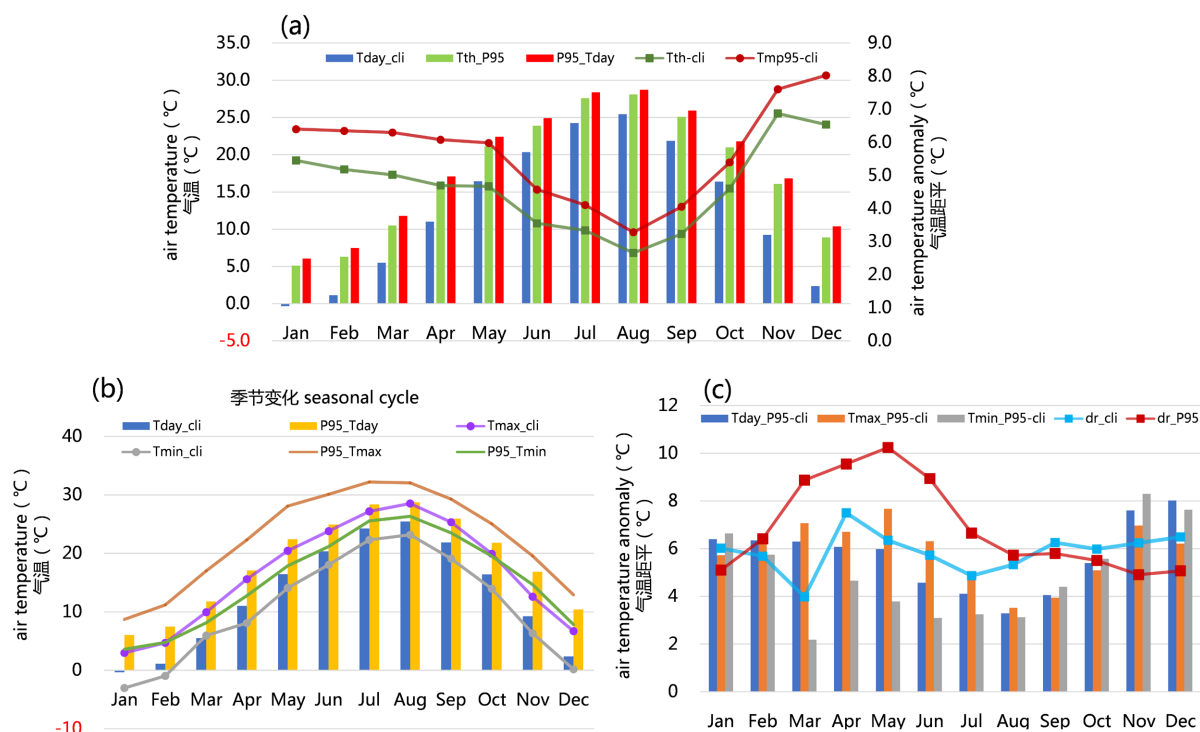 (a)
Tday_cli Tth_P95 P95_Tday Tth-cli Tmp95-cli
air temperature（℃）
气温（℃）
35.0
30.0
25.0
20.0
15.0
10.0
5.0
0.0
-5.0
9.0
8.0
7.0
6.0
5.0
4.0
3.0
2.0
1.0
0.0
air temperature anomaly（℃）
气温距平（℃）
Jan Feb Mar Apr May Jun Jul Aug Sep Oct Nov Dec
(b)
季节变化 seasonal cycle
Tday_cli P95_Tday Tmax_cli
Tmin_cli P95_Tmax P95_Tmin
air temperature（℃）
气温（℃）
40
30
20
10
0
-10
Jan Feb Mar Apr May Jun Jul Aug Sep Oct Nov Dec
(c)
Tday_P95-cli Tmax_P95-cli Tmin_P95-cli dr_cli dr_P95
air temperature anomaly（℃）
气温距平（℃）
12
10
8
6
4
2
0
Jan Feb Mar Apr May Jun Jul Aug Sep Oct Nov Dec